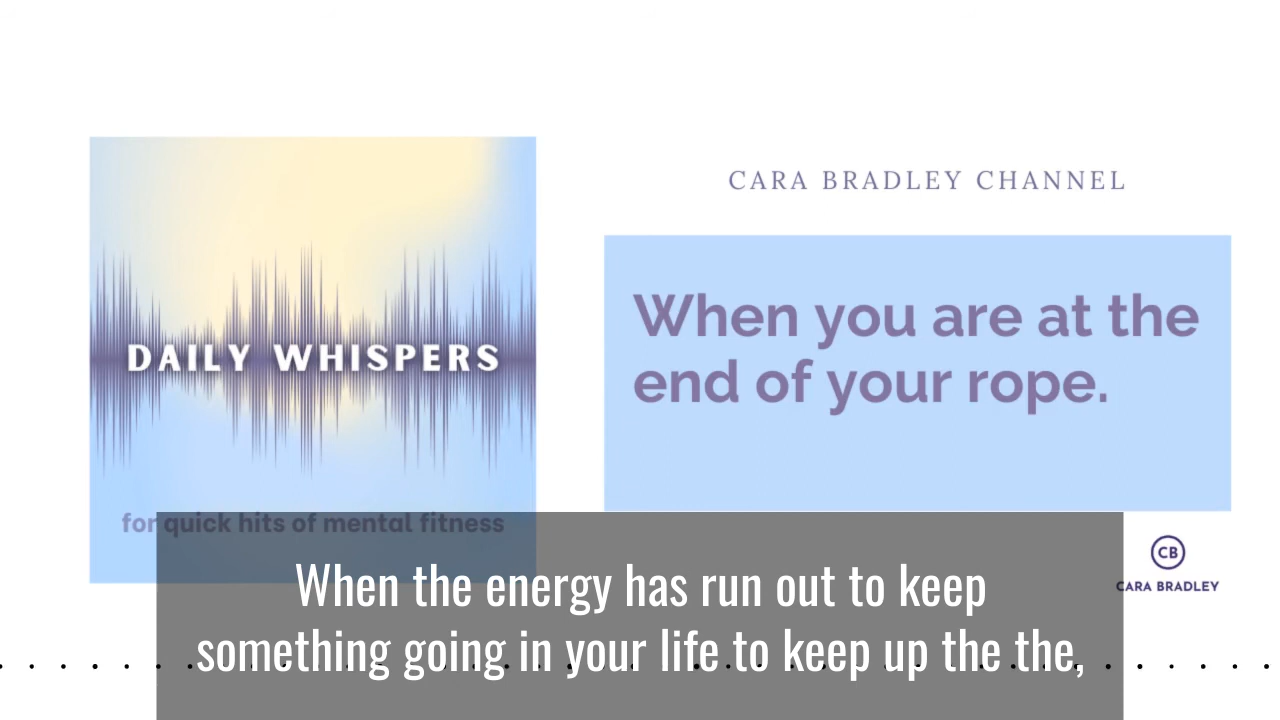 CARA BRADLEY CHANNEL
DAILY WHISPERS
for quick hits of mental fitness
When you are at the
end of your rope.
CB
CARA BRADLEY
When the energy has run out to keep
something going in your life to keep up the the,